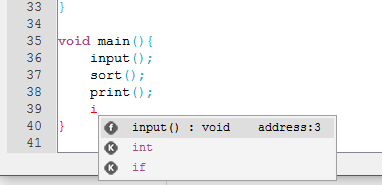 33 }
34
35 void main(){
36 input();
37 sort();
38 print();
39 i
40 }
41
f input() : void address:3
K int
K if